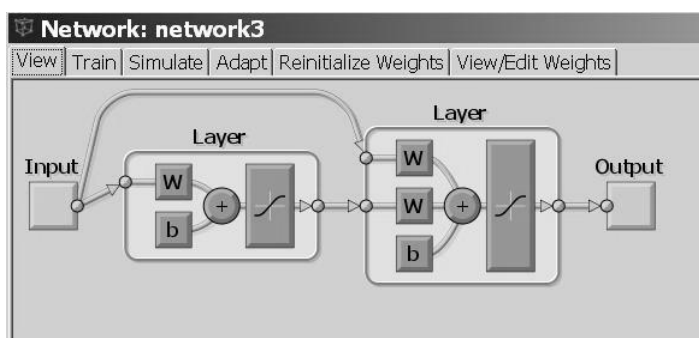 Network: network3
View Train Simulate Adapt Reinitialize Weights View/Edit Weights
Input
Layer
W
b
+
Layer
W
W
b
+
Output